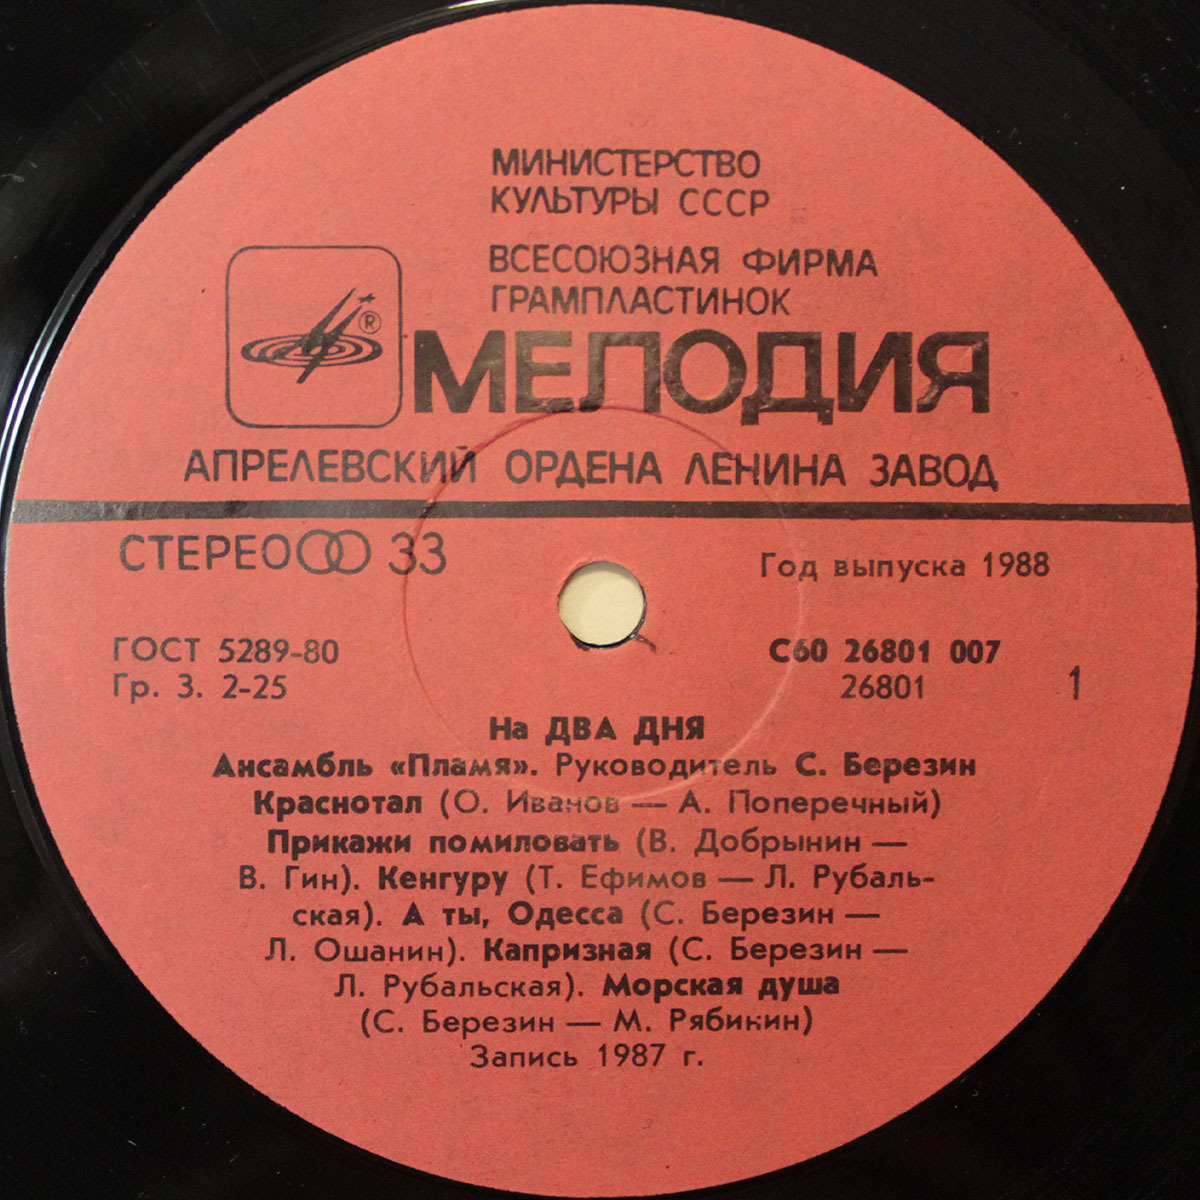 МИНИСТЕРСТВО
КУЛЬТУРЫ СССР
ВСЕСОЮЗНАЯ ФИРМА
ГРАМПЛАСТИНОК
®
МЕЛОДИЯ
АПРЕЛЕВСКИЙ ОРДЕНА ЛЕНИНА ЗАВОД
СТЕРЕО 33
Год выпуска 1988
ГОСТ 5289-80
Гр. 3. 2-25
С60 26801 007
26801
1
На ДВА ДНЯ
Ансамбль «Пламя». Руководитель С. Березин
Краснотал (О. Иванов — А. Поперечный)
Прикажи помиловать (В. Добрынин —
В. Гин). Кенгуру (Т. Ефимов — Л. Рубаль-
ская). А ты, Одесса (С. Березин —
Л. Ошанин). Капризная (С. Березин —
Л. Рубальская). Морская душа
(С. Березин — М. Рябикин)
Запись 1987 г.